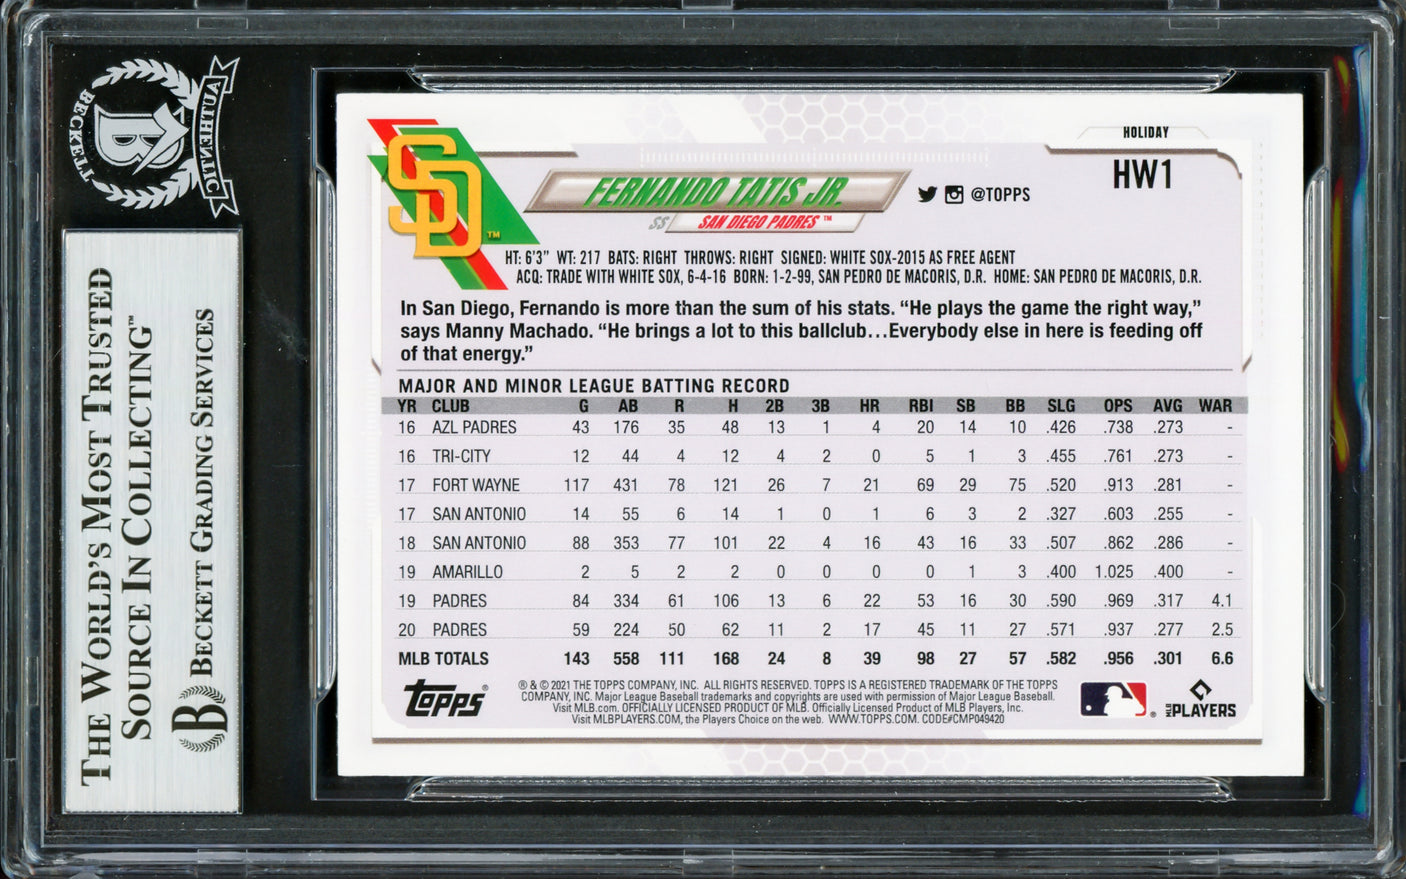 BECKETT
AUTHENTIC
THE WORLD'S MOST TRUSTED
SOURCE IN COLLECTING™
BECKETT GRADING SERVICES
HOLIDAY
HW1
SD™
FERNANDO TATIS JR.
SS SAN DIEGO PADRES™
@TOPPS
HT: 6'3" WT: 217 BATS: RIGHT THROWS: RIGHT SIGNED: WHITE SOX-2015 AS FREE AGENT
ACQ: TRADE WITH WHITE SOX, 6-4-16 BORN: 1-2-99, SAN PEDRO DE MACORIS, D.R. HOME: SAN PEDRO DE MACORIS, D.R.
In San Diego, Fernando is more than the sum of his stats. “He plays the game the right way,”
says Manny Machado. “He brings a lot to this ballclub…Everybody else in here is feeding off
of that energy.”
MAJOR AND MINOR LEAGUE BATTING RECORD
YR CLUB G AB R H 2B 3B HR RBI SB BB SLG OPS AVG WAR
16 AZL PADRES 43 176 35 48 13 1 4 20 14 10 .426 .738 .273 -
16 TRI-CITY 12 44 4 12 4 2 0 5 1 3 .455 .761 .273 -
17 FORT WAYNE 117 431 78 121 26 7 21 69 29 75 .520 .913 .281 -
17 SAN ANTONIO 14 55 6 14 1 0 1 6 3 2 .327 .603 .255 -
18 SAN ANTONIO 88 353 77 101 22 4 16 43 16 33 .507 .862 .286 -
19 AMARILLO 2 5 2 2 0 0 0 0 1 3 .400 1.025 .400 -
19 PADRES 84 334 61 106 13 6 22 53 16 30 .590 .969 .317 4.1
20 PADRES 59 224 50 62 11 2 17 45 11 27 .571 .937 .277 2.5
MLB TOTALS 143 558 111 168 24 8 39 98 27 57 .582 .956 .301 6.6
topps®
® & © 2021 THE TOPPS COMPANY, INC. ALL RIGHTS RESERVED. TOPPS IS A REGISTERED TRADEMARK OF THE TOPPS
COMPANY, INC. Major League Baseball trademarks and copyrights are used with permission of Major League Baseball.
Visit MLB.com. OFFICIALLY LICENSED PRODUCT OF MLB. Officially Licensed Product of MLB Players, Inc.
Visit MLBPLAYERS.COM, the Players Choice on the web. WWW.TOPPS.COM. CODE#CMP049420
®
MLB PLAYERS